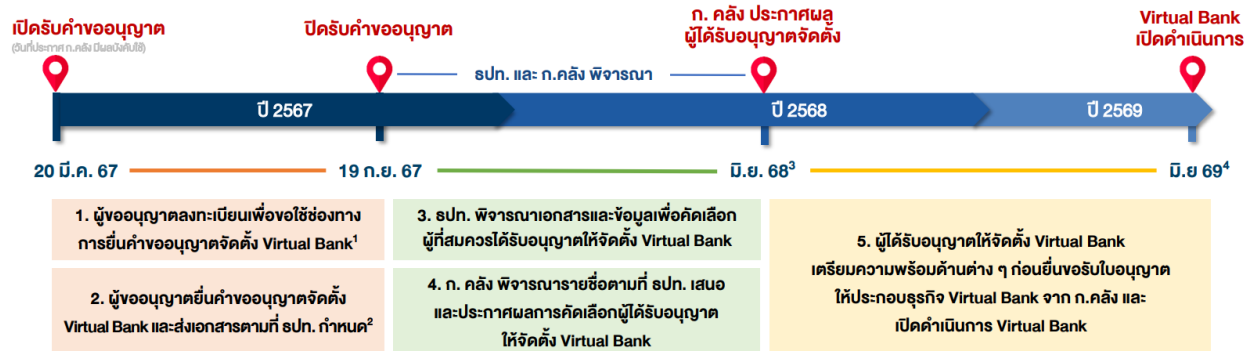 เปิดรับคำขออนุญาต
(วันที่ประกาศ ก.คลัง มีผลบังคับใช้)
ปิดรับคำขออนุญาต
ก. คลัง ประกาศผล
ผู้ได้รับอนุญาตจัดตั้ง
Virtual Bank
เปิดดำเนินการ
ธปท. และ ก.คลัง พิจารณา
ปี 2567
ปี 2568
ปี 2569
20 มี.ค. 67
19 ก.ย. 67
มิ.ย. 68³
มิ.ย 69⁴
1. ผู้ขออนุญาตลงทะเบียนเพื่อขอใช้ช่องทาง
การยื่นคำขออนุญาตจัดตั้ง Virtual Bank¹
2. ผู้ขออนุญาตยื่นคำขออนุญาตจัดตั้ง
Virtual Bank และส่งเอกสารตามที่ ธปท. กำหนด²
3. ธปท. พิจารณาเอกสารและข้อมูลเพื่อคัดเลือก
ผู้ที่สมควรได้รับอนุญาตให้จัดตั้ง Virtual Bank
4. ก. คลัง พิจารณารายชื่อตามที่ ธปท. เสนอ
และประกาศผลการคัดเลือกผู้ได้รับอนุญาต
ให้จัดตั้ง Virtual Bank
5. ผู้ได้รับอนุญาตให้จัดตั้ง Virtual Bank
เตรียมความพร้อมด้านต่าง ๆ ก่อนยื่นขอรับใบอนุญาต
ให้ประกอบธุรกิจ Virtual Bank จาก ก.คลัง และ
เปิดดำเนินการ Virtual Bank